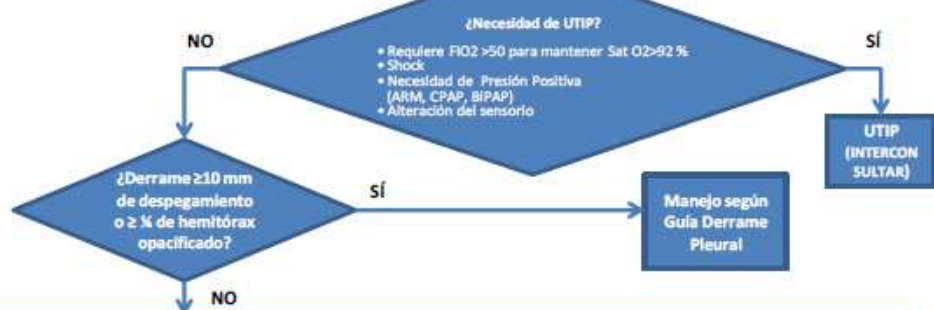 ¿Necesidad de UTIP?
NO
SÍ
• Requiere FIO2 >50 para mantener Sat O2>92 %
• Shock
• Necesidad de Presión Positiva
(ARM, CPAP, BiPAP)
• Alteración del sensorio
UTIP
(INTERCON
SULTAR)
¿Derrame ≥10 mm
de despegamiento
o ≥ ¼ de hemitórax
opacificado?
SÍ
Manejo según
Guía Derrame
Pleural
NO